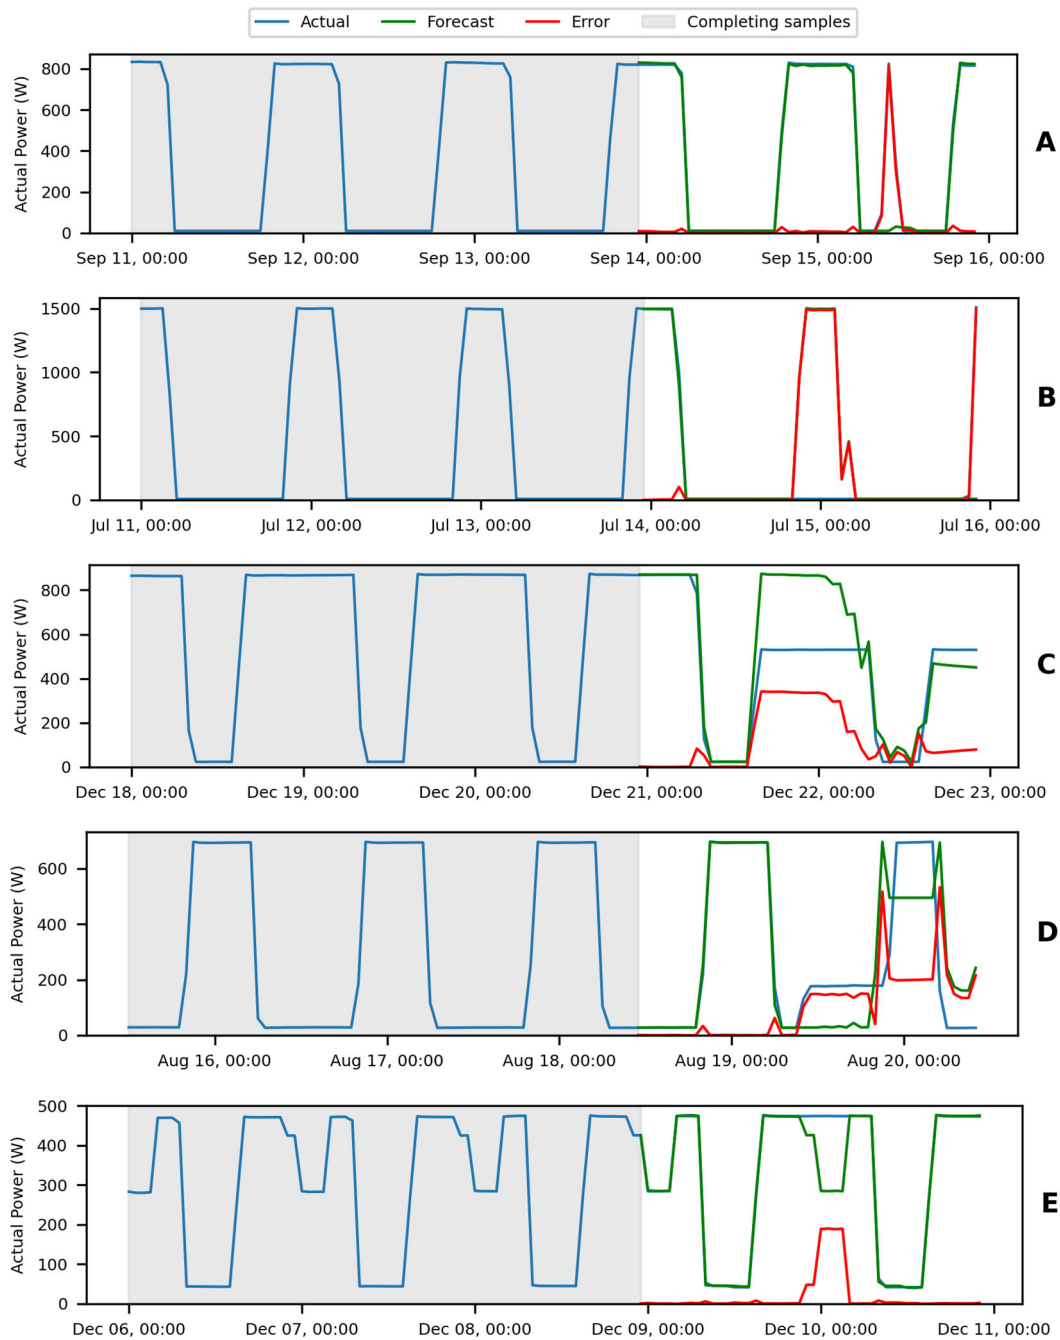 Actual Forecast Error Completing samples
Actual Power (W)
800
600
400
200
0
Sep 11, 00:00 Sep 12, 00:00 Sep 13, 00:00 Sep 14, 00:00 Sep 15, 00:00 Sep 16, 00:00
A
Actual Power (W)
1500
1000
500
0
Jul 11, 00:00 Jul 12, 00:00 Jul 13, 00:00 Jul 14, 00:00 Jul 15, 00:00 Jul 16, 00:00
B
Actual Power (W)
800
600
400
200
0
Dec 18, 00:00 Dec 19, 00:00 Dec 20, 00:00 Dec 21, 00:00 Dec 22, 00:00 Dec 23, 00:00
C
Actual Power (W)
600
400
200
0
Aug 16, 00:00 Aug 17, 00:00 Aug 18, 00:00 Aug 19, 00:00 Aug 20, 00:00
D
Actual Power (W)
500
400
300
200
100
0
Dec 06, 00:00 Dec 07, 00:00 Dec 08, 00:00 Dec 09, 00:00 Dec 10, 00:00 Dec 11, 00:00
E